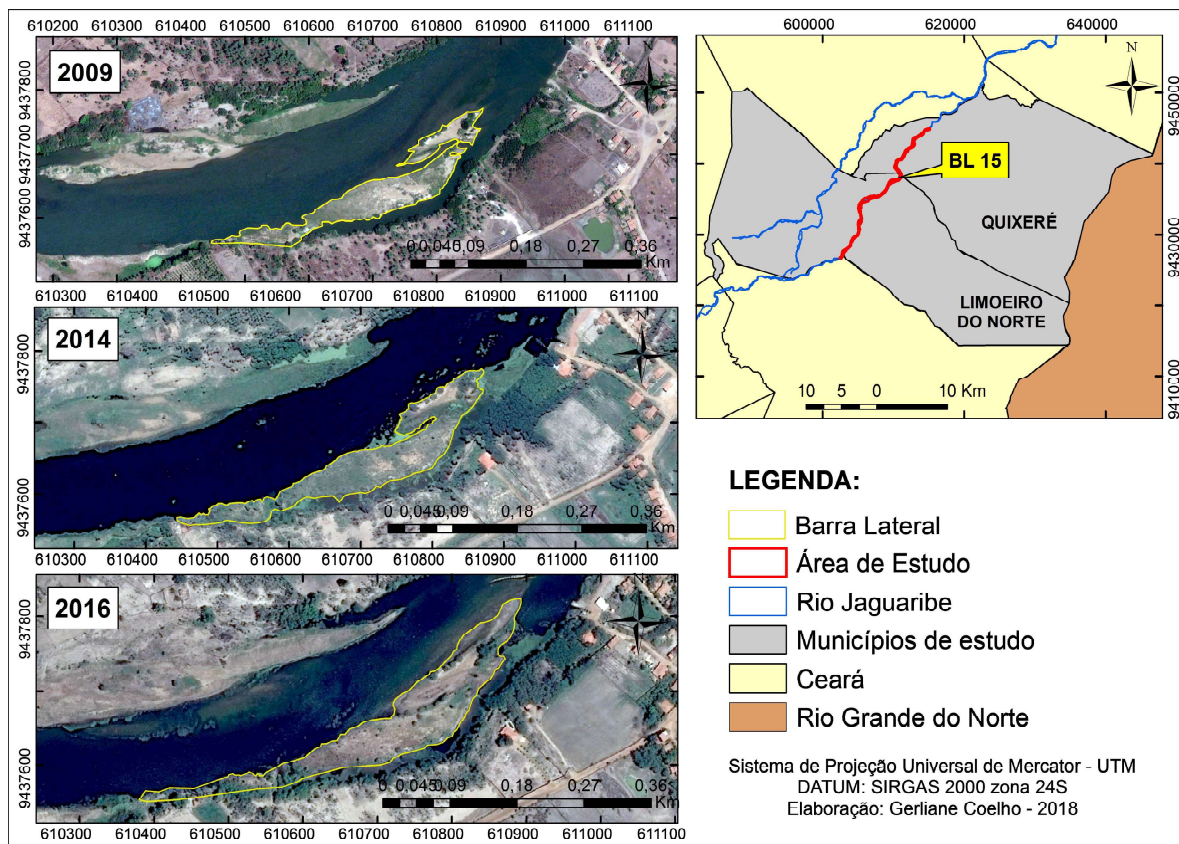 610200 610300 610400 610500 610600 610700 610800 610900 611000 611100
2009
N
9437800
9437700
9437600
0 0,045 0,09 0,18 0,27 0,36
Km
610300 610400 610500 610600 610700 610800 610900 611000 611100
2014
N
9437800
9437600
0 0,045 0,09 0,18 0,27 0,36
Km
610300 610400 610500 610600 610700 610800 610900 611000 611100
2016
N
9437800
9437600
0 0,045 0,09 0,18 0,27 0,36
Km
610300 610400 610500 610600 610700 610800 610900 611000 611100
600000 620000 640000
N
9450000
9430000
9410000
BL 15
QUIXERÉ
LIMOEIRO
DO NORTE
10 5 0 10 Km
LEGENDA:
Barra Lateral
Área de Estudo
Rio Jaguaribe
Municípios de estudo
Ceará
Rio Grande do Norte
Sistema de Projeção Universal de Mercator - UTM
DATUM: SIRGAS 2000 zona 24S
Elaboração: Gerliane Coelho - 2018